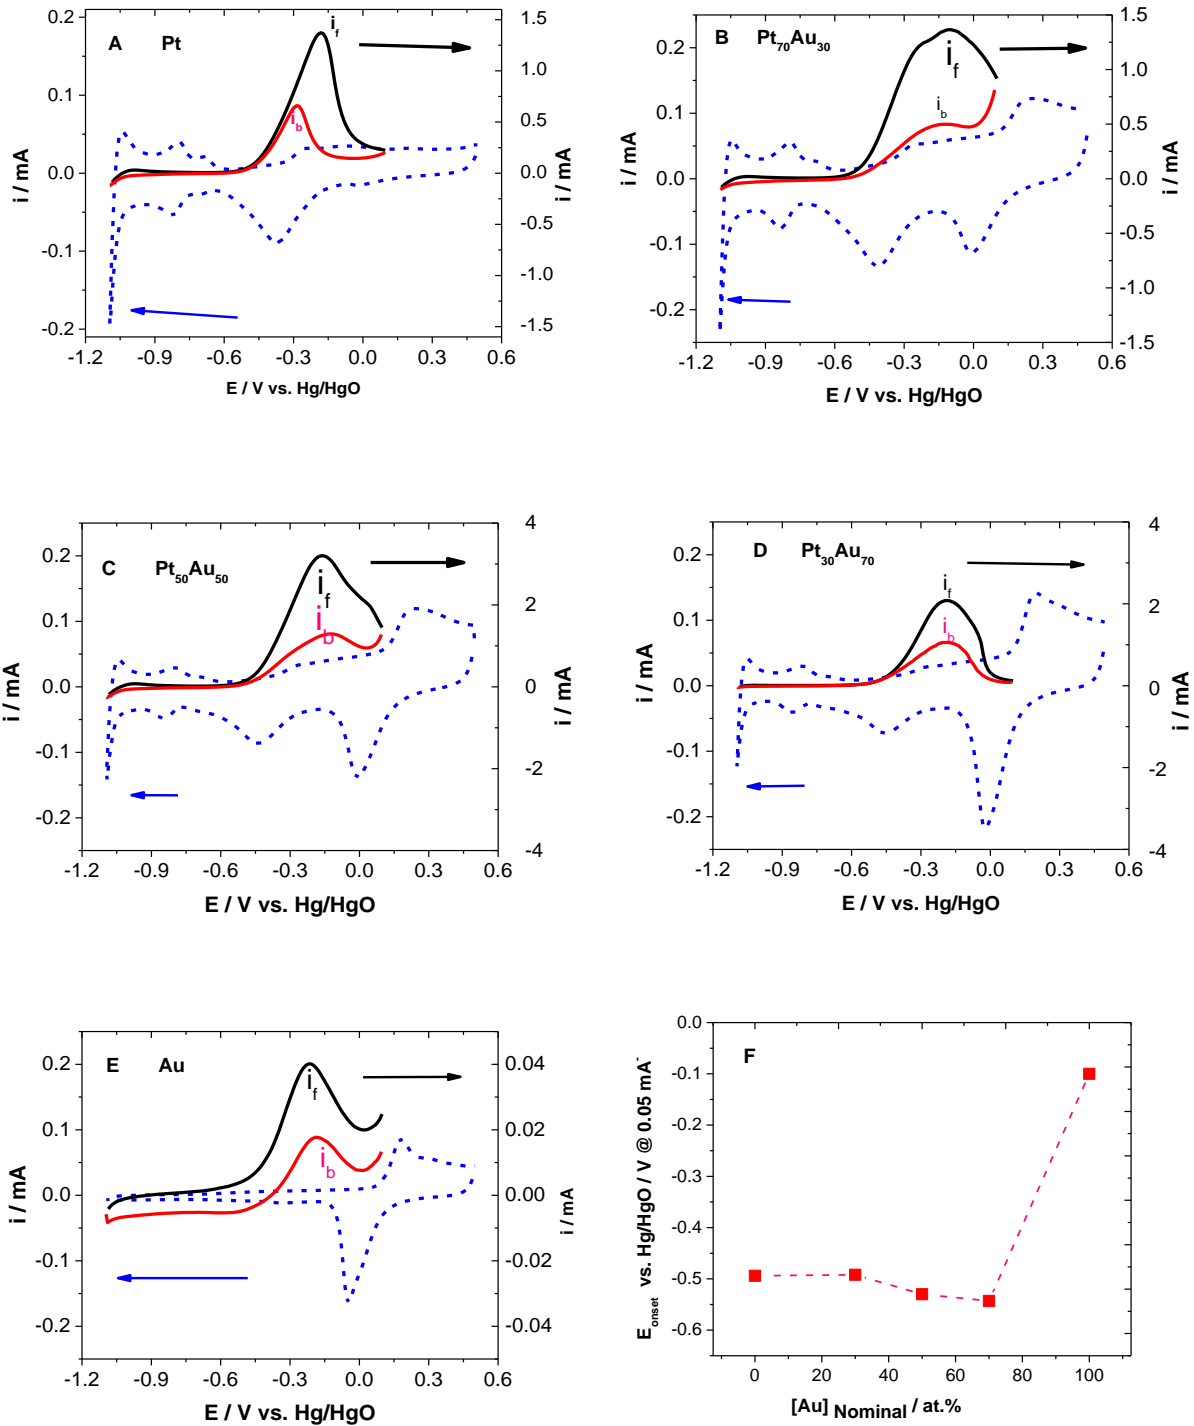 A Pt
i_f
i_b
0.2
0.1
0.0
-0.1
-0.2
i / mA
1.5
1.0
0.5
0.0
-0.5
-1.0
-1.5
i / mA
-1.2 -0.9 -0.6 -0.3 0.0 0.3 0.6
E / V vs. Hg/HgO
B Pt70Au30
i_f
i_b
0.2
0.1
0.0
-0.1
-0.2
i / mA
1.5
1.0
0.5
0.0
-0.5
-1.0
1.5
i / mA
-1.2 -0.9 -0.6 -0.3 0.0 0.3 0.6
E / V vs. Hg/HgO
C Pt50Au50
i_f
i_b
0.2
0.1
0.0
-0.1
-0.2
i / mA
4
2
0
-2
-4
i / mA
-1.2 -0.9 -0.6 -0.3 0.0 0.3 0.6
E / V vs. Hg/HgO
D Pt30Au70
i_f
i_b
0.2
0.1
0.0
-0.1
-0.2
i / mA
4
2
0
-2
-4
i / mA
-1.2 -0.9 -0.6 -0.3 0.0 0.3 0.6
E / V vs. Hg/HgO
E Au
i_f
i_b
0.2
0.1
0.0
-0.1
-0.2
i / mA
0.04
0.02
0.00
-0.02
-0.04
i / mA
-1.2 -0.9 -0.6 -0.3 0.0 0.3 0.6
E / V vs. Hg/HgO
F
0.0
-0.1
-0.2
-0.3
-0.4
-0.5
-0.6
E_onset vs. Hg/HgO / V @ 0.05 mA-
0 20 40 60 80 100
[Au] Nominal / at.%